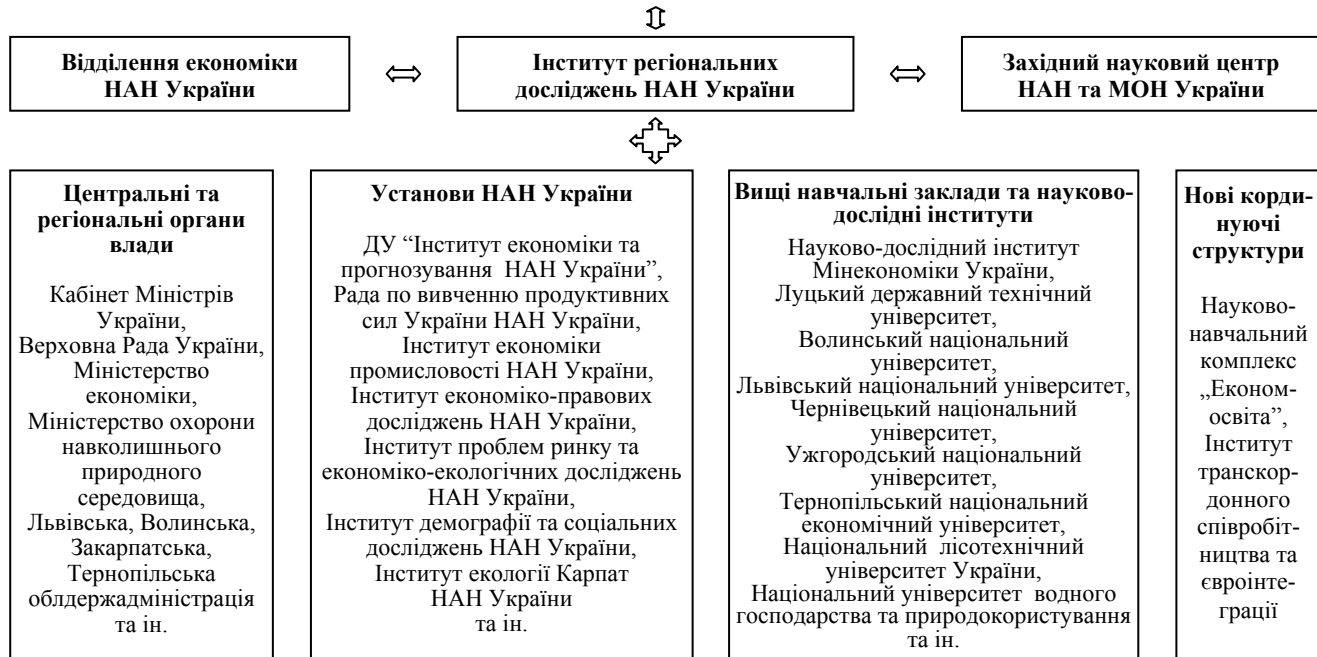 Відділення економіки
НАН України
Інститут регіональних
досліджень НАН України
Західний науковий центр
НАН та МОН України
Центральні та
регіональні органи
влади
Кабінет Міністрів
України,
Верховна Рада України,
Міністерство
економіки,
Міністерство охорони
навколишнього
природного
середовища,
Львівська, Волинська,
Закарпатська,
Тернопільська
облдержадміністрація
та ін.
Установи НАН України
ДУ “Інститут економіки та
прогнозування НАН України”,
Рада по вивченню продуктивних
сил України НАН України,
Інститут економіки
промисловості НАН України,
Інститут економіко-правових
досліджень НАН України,
Інститут проблем ринку та
економіко-екологічних досліджень
НАН України,
Інститут демографії та соціальних
досліджень НАН України,
Інститут екології Карпат
НАН України
та ін.
Вищі навчальні заклади та науково-
дослідні інститути
Науково-дослідний інститут
Мінекономіки України,
Луцький державний технічний
університет,
Волинський національний
університет,
Львівський національний університет,
Чернівецький національний
університет,
Ужгородський національний
університет,
Тернопільський національний
економічний університет,
Національний лісотехнічний
університет України,
Національний університет водного
господарства та природокористування
та ін.
Нові корди-
нуючі
структури
Науково-
навчальний
комплекс
„Економ-
освіта”,
Інститут
транскор-
донного
співробіт-
ництва та
євроінте-
грації